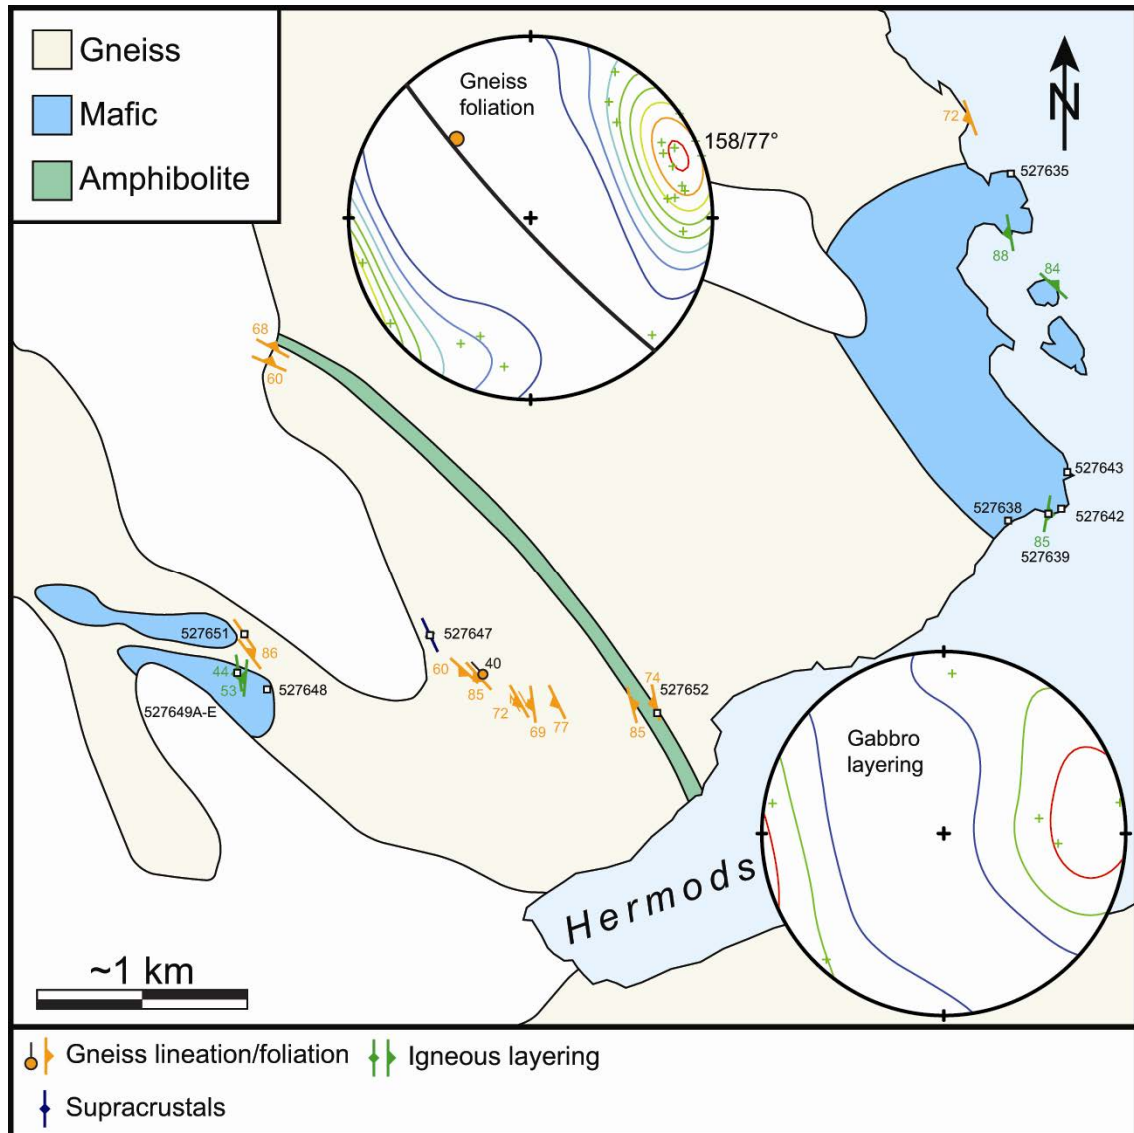 Gneiss
Mafic
Amphibolite
Gneiss
foliation
158/77°
N
72
527635
88
84
68
60
527643
527638
527642
85
527639
527651
86
527647
44
53
527648
527649A-E
60
40
85
72
69
77
74
527652
85
Gabbro
layering
Hermods
~1 km
Gneiss lineation/foliation
Igneous layering
Supracrustals